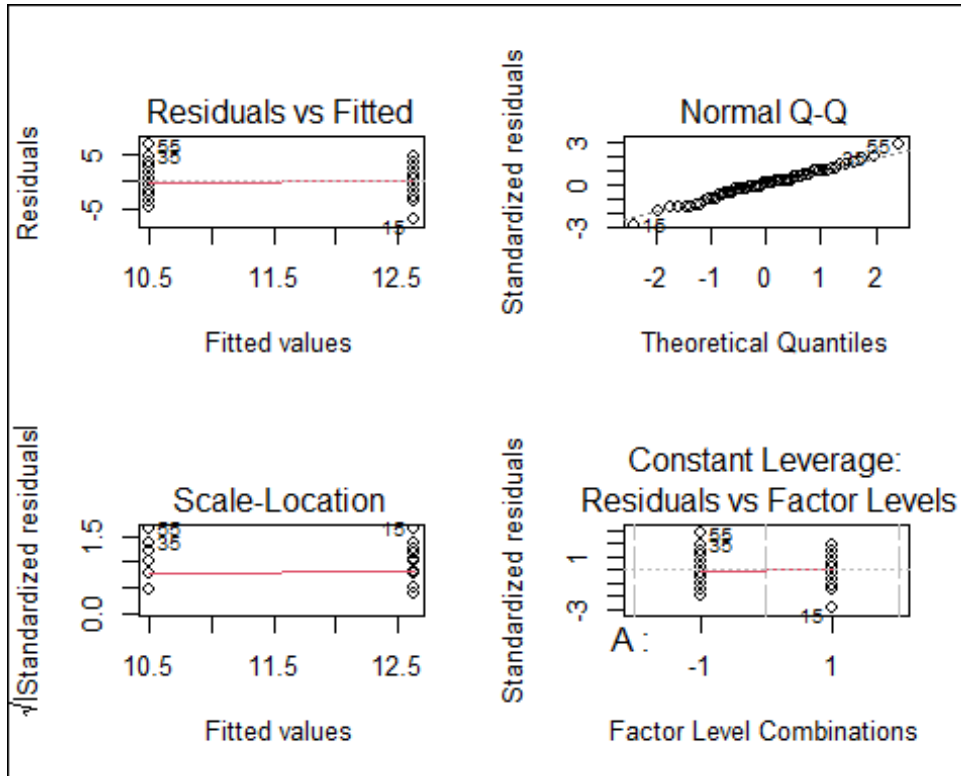 Residuals vs Fitted
Residuals
5
-5
55
35
15
10.5 11.5 12.5
Fitted values
Normal Q-Q
Standardized residuals
3
0
-3
55
35
15
-2 -1 0 1 2
Theoretical Quantiles
Scale-Location
√|Standardized residuals|
1.5
0.0
55
35
15
10.5 11.5 12.5
Fitted values
Constant Leverage:
Residuals vs Factor Levels
Standardized residuals
1
-3
55
35
15
A :
-1 1
Factor Level Combinations